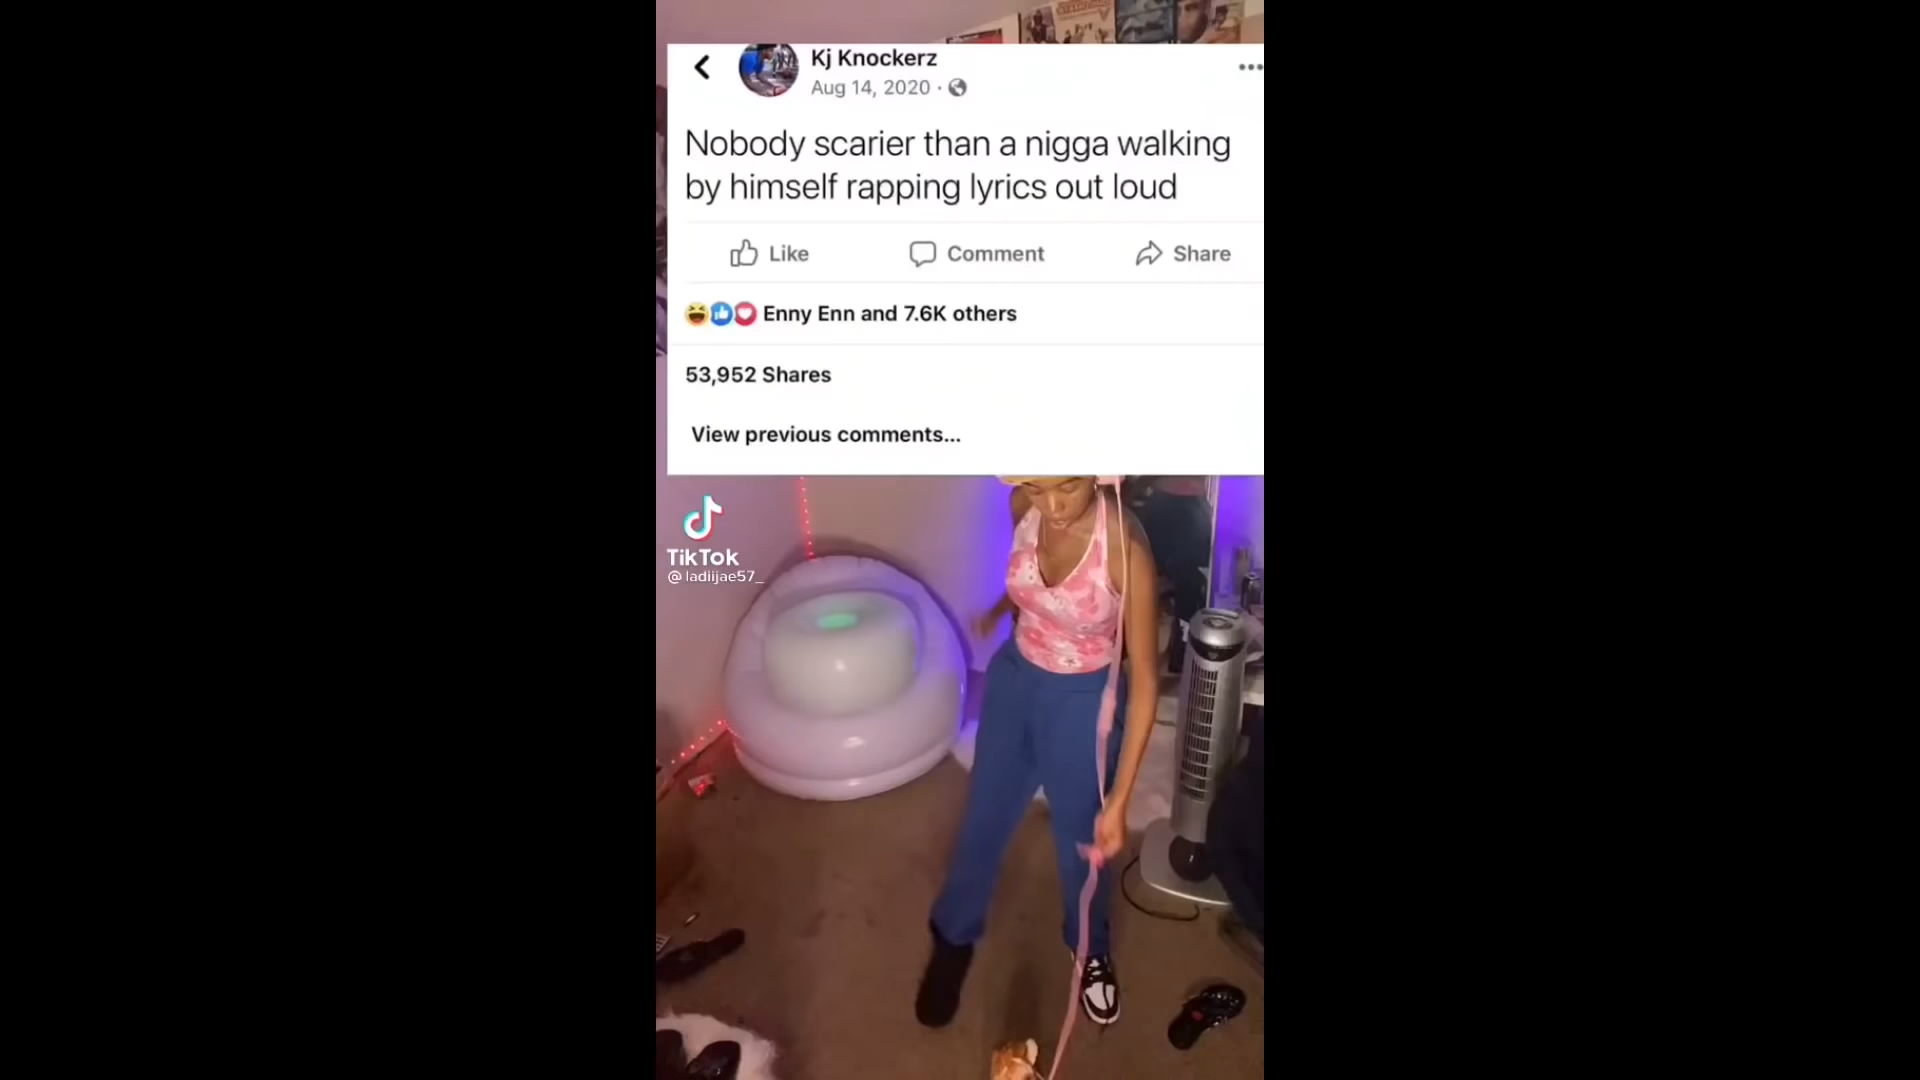 Kj Knockerz
Aug 14, 2020 ·
Nobody scarier than a nigga walking
by himself rapping lyrics out loud
Like
Comment
Share
Enny Enn and 7.6K others
53,952 Shares
View previous comments...
TikTok
@ladiijae57_